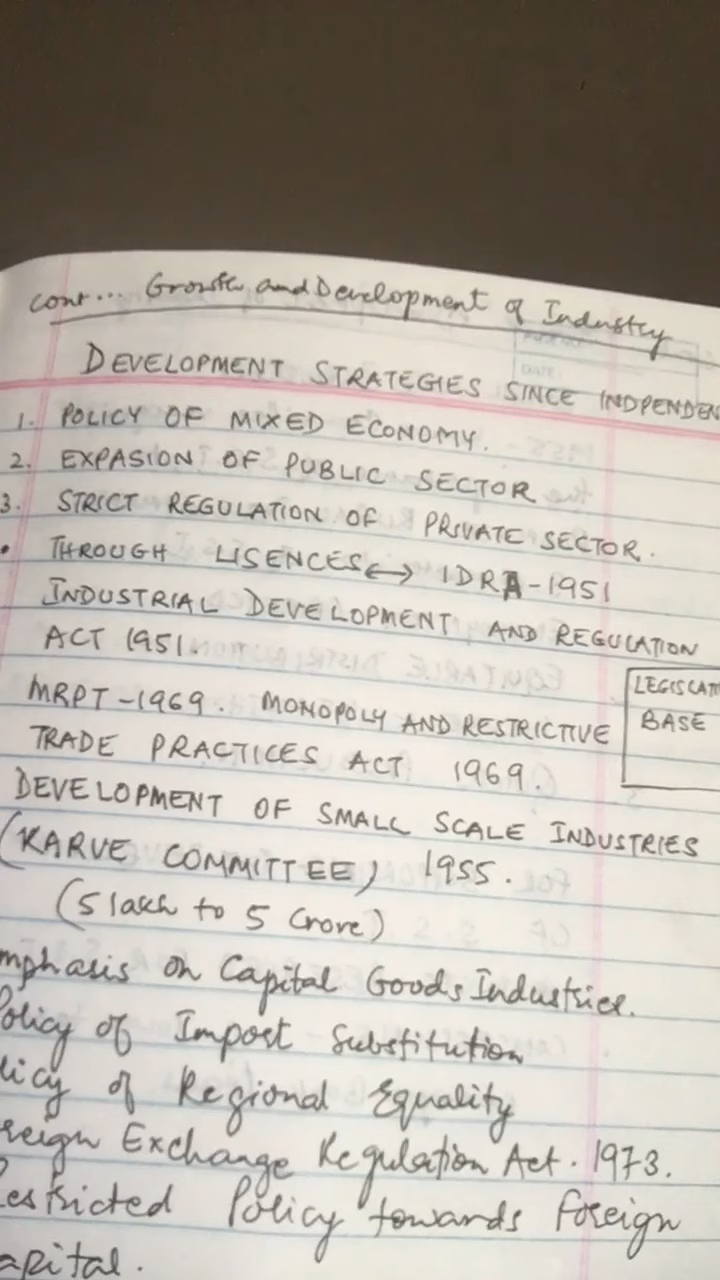 cont... Growth and Development of Industry
DEVELOPMENT STRATEGIES SINCE INDPENDEN
1. POLICY OF MIXED ECONOMY.
2. EXPASION OF PUBLIC SECTOR
3. STRICT REGULATION OF PRIVATE SECTOR.
• THROUGH LISENCES ↔ IDRA-1951
INDUSTRIAL DEVELOPMENT AND REGULATION
ACT 1951.
MRPT-1969. MONOPOLY AND RESTRICTIVE
TRADE PRACTICES ACT 1969.
LEGISLATI
BASE
DEVELOPMENT OF SMALL SCALE INDUSTRIES
(KARVE COMMITTEE) 1955.
(5 lakh to 5 Crore)
mphasis on Capital Goods Industries.
Policy of Import Substitution
licy of Regional Equality
reign Exchange Regulation Act. 1973.
Restricted Policy towards foreign
apital.